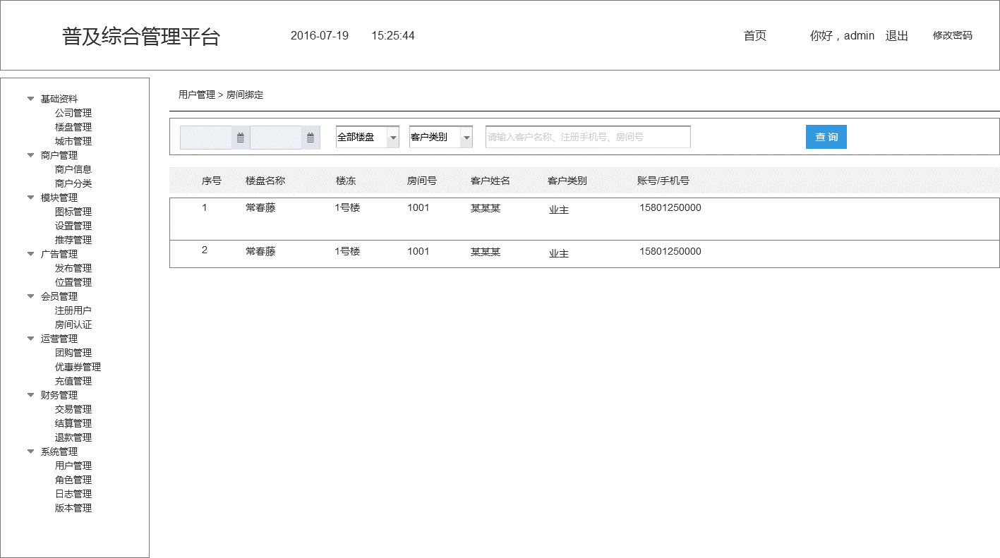 普及综合管理平台 2016-07-19 15:25:44 首页 你好，admin 退出 修改密码
基础资料
公司管理
楼盘管理
城市管理
商户管理
商户信息
商户分类
模块管理
图标管理
设置管理
推荐管理
广告管理
发布管理
位置管理
会员管理
注册用户
房间认证
运营管理
团购管理
优惠券管理
充值管理
财务管理
交易管理
结算管理
退款管理
系统管理
用户管理
角色管理
日志管理
版本管理
用户管理 > 房间绑定
全部楼盘 客户类别 请输入客户名称、注册手机号、房间号 查 询
序号 楼盘名称 楼冻 房间号 客户姓名 客户类别 账号/手机号
1 常春藤 1号楼 1001 某某某 业主 15801250000
2 常春藤 1号楼 1001 某某某 业主 15801250000